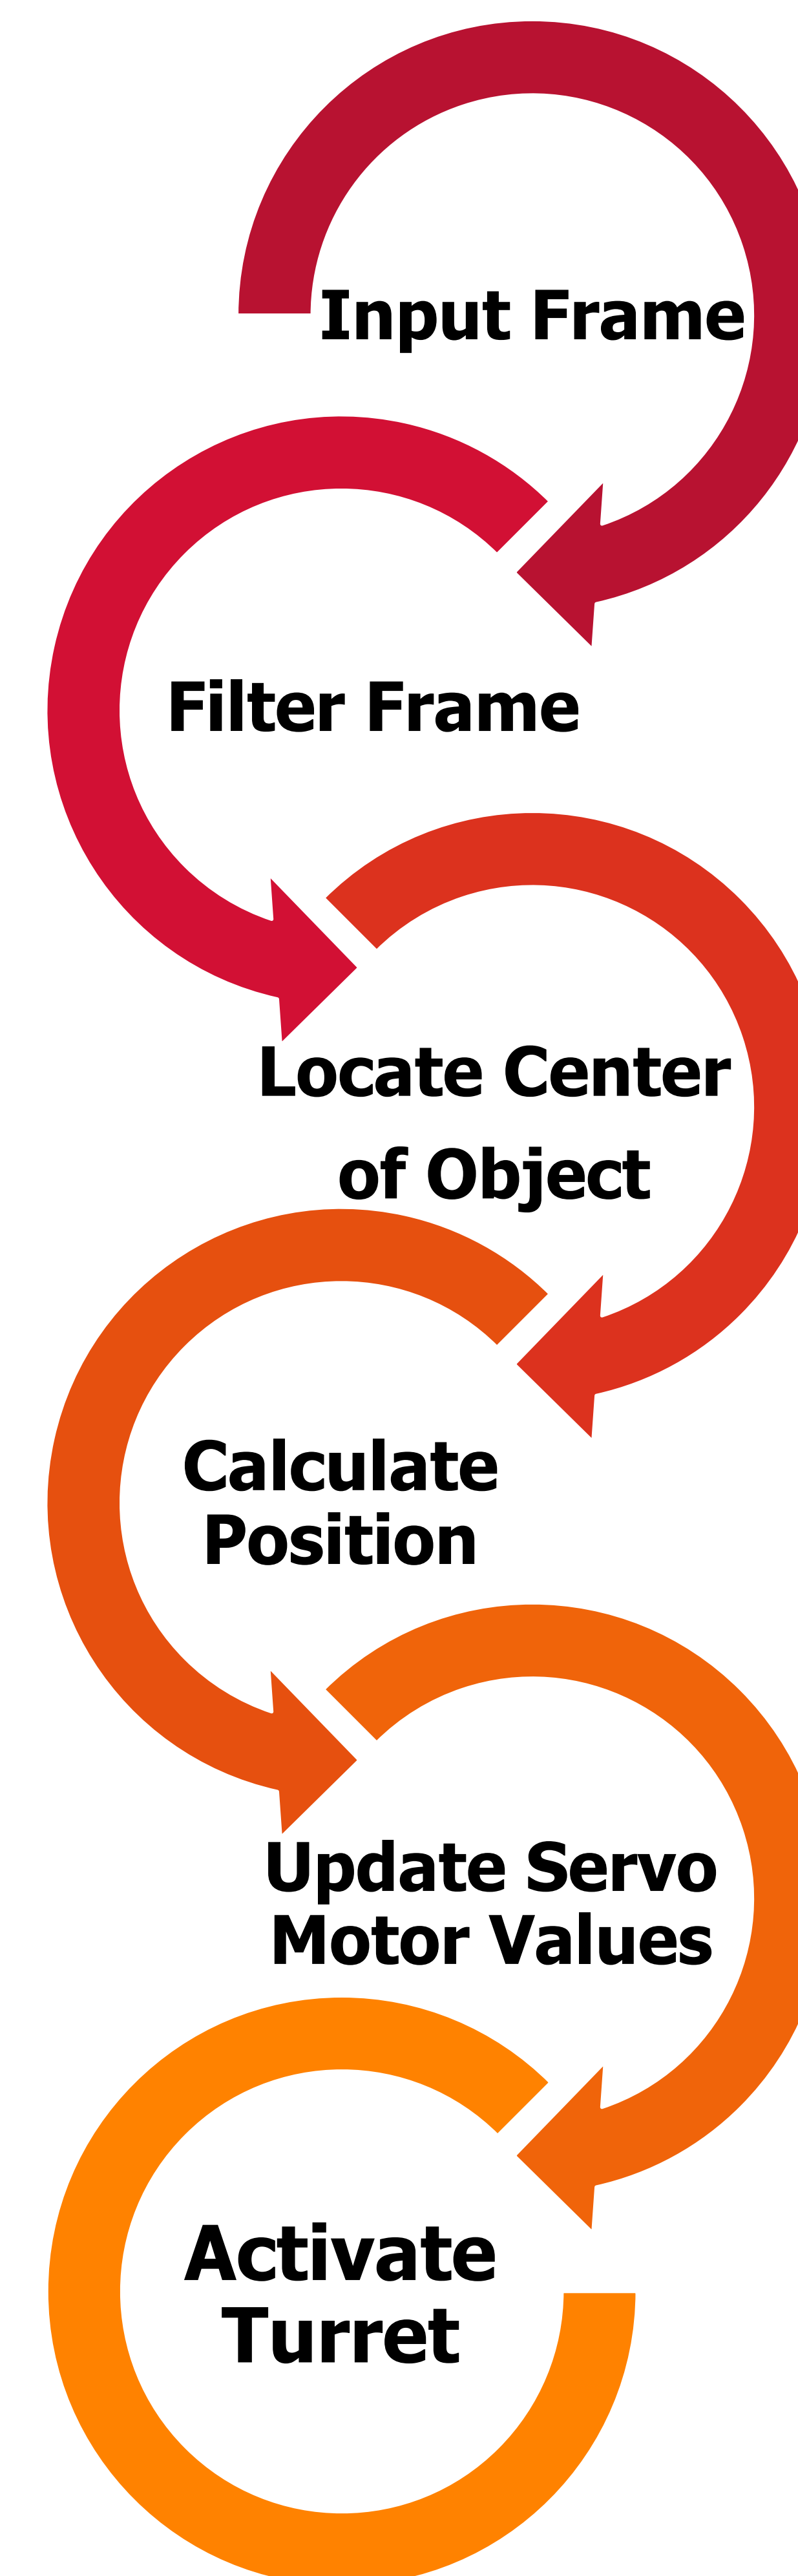 Input Frame
Filter Frame
Locate Center
of Object
Calculate
Position
Update Servo
Motor Values
Activate
Turret